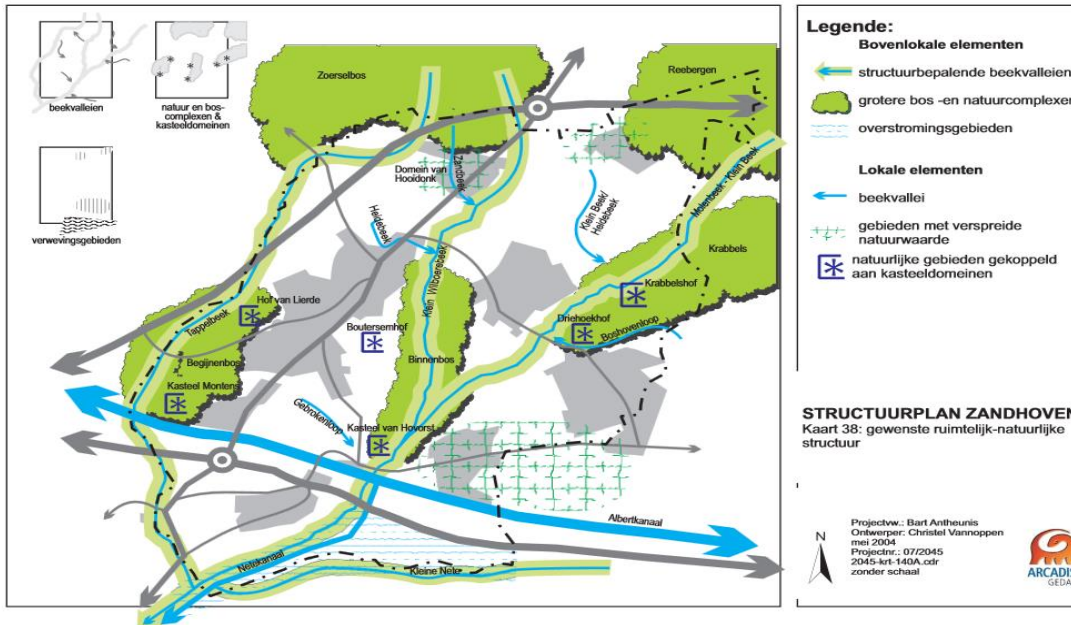 beekvalleien
natuur en bos-
complexen &
kasteeldomeinen
verwevingsgebieden
Zoerselbos
Reebergen
Domein van
Hooidonk
Zandbeek
Heidebeek
Klein Beek/
Heidebeek
Molenbeek - Klein Beek
Krabbels
Klein Wilboerebeek
Hof van Lierde
Krabbelshof
Tappelbeek
Boutersemhof
Driehoekhof
Boshovenloop
Begijnenbos
Binnenbos
Kasteel Montens
Gebrokenloop
Kasteel van Hovorst
Albertkanaal
Netekanaal
Kleine Nete
Legende:
Bovenlokale elementen
structuurbepalende beekvalleien
grotere bos -en natuurcomplexen
overstromingsgebieden
Lokale elementen
beekvallei
gebieden met verspreide
natuurwaarde
natuurlijke gebieden gekoppeld
aan kasteeldomeinen
STRUCTUURPLAN ZANDHOVEN
Kaart 38: gewenste ruimtelijk-natuurlijke
structuur
N
Projectvw.: Bart Antheunis
Ontwerper: Christel Vannoppen
mei 2004
Projectnr.: 07/2045
2045-krt-140A.cdr
zonder schaal
ARCADIS
GEDA